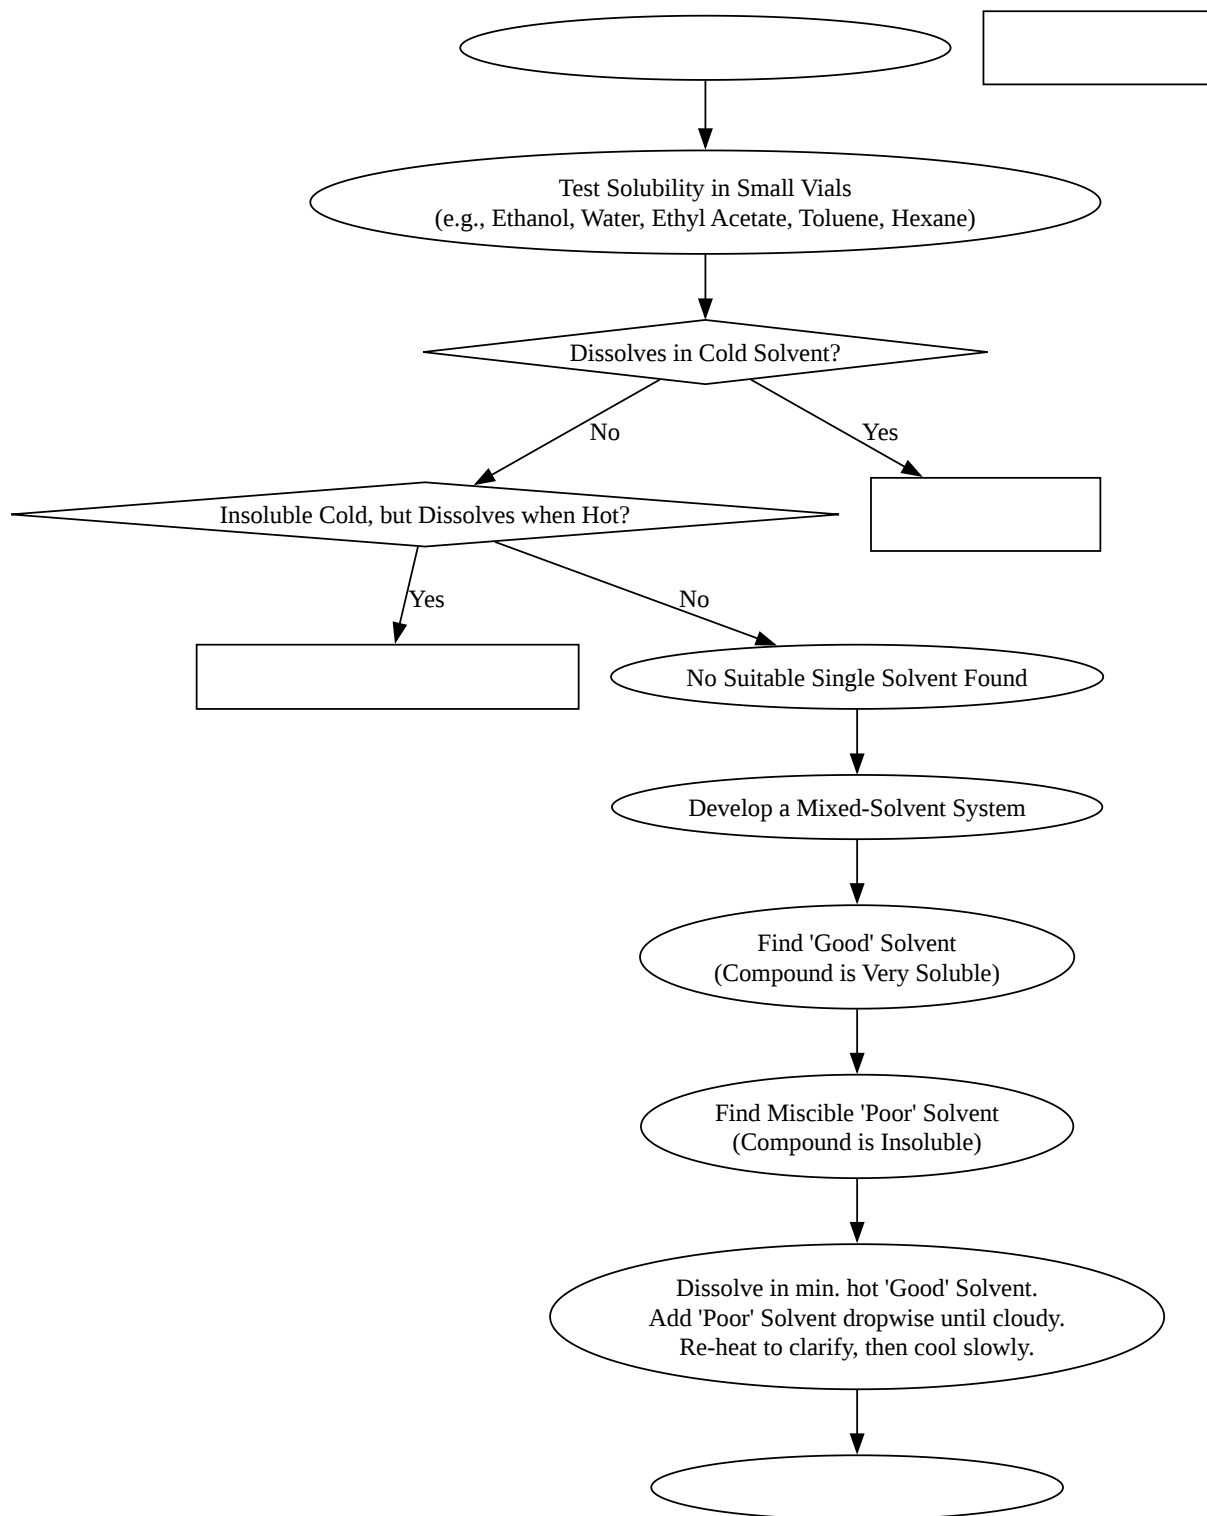 Test Solubility in Small Vials
(e.g., Ethanol, Water, Ethyl Acetate, Toluene, Hexane)
Dissolves in Cold Solvent?
No
Yes
Insoluble Cold, but Dissolves when Hot?
Yes
No
No Suitable Single Solvent Found
Develop a Mixed-Solvent System
Find 'Good' Solvent
(Compound is Very Soluble)
Find Miscible 'Poor' Solvent
(Compound is Insoluble)
Dissolve in min. hot 'Good' Solvent.
Add 'Poor' Solvent dropwise until cloudy.
Re-heat to clarify, then cool slowly.